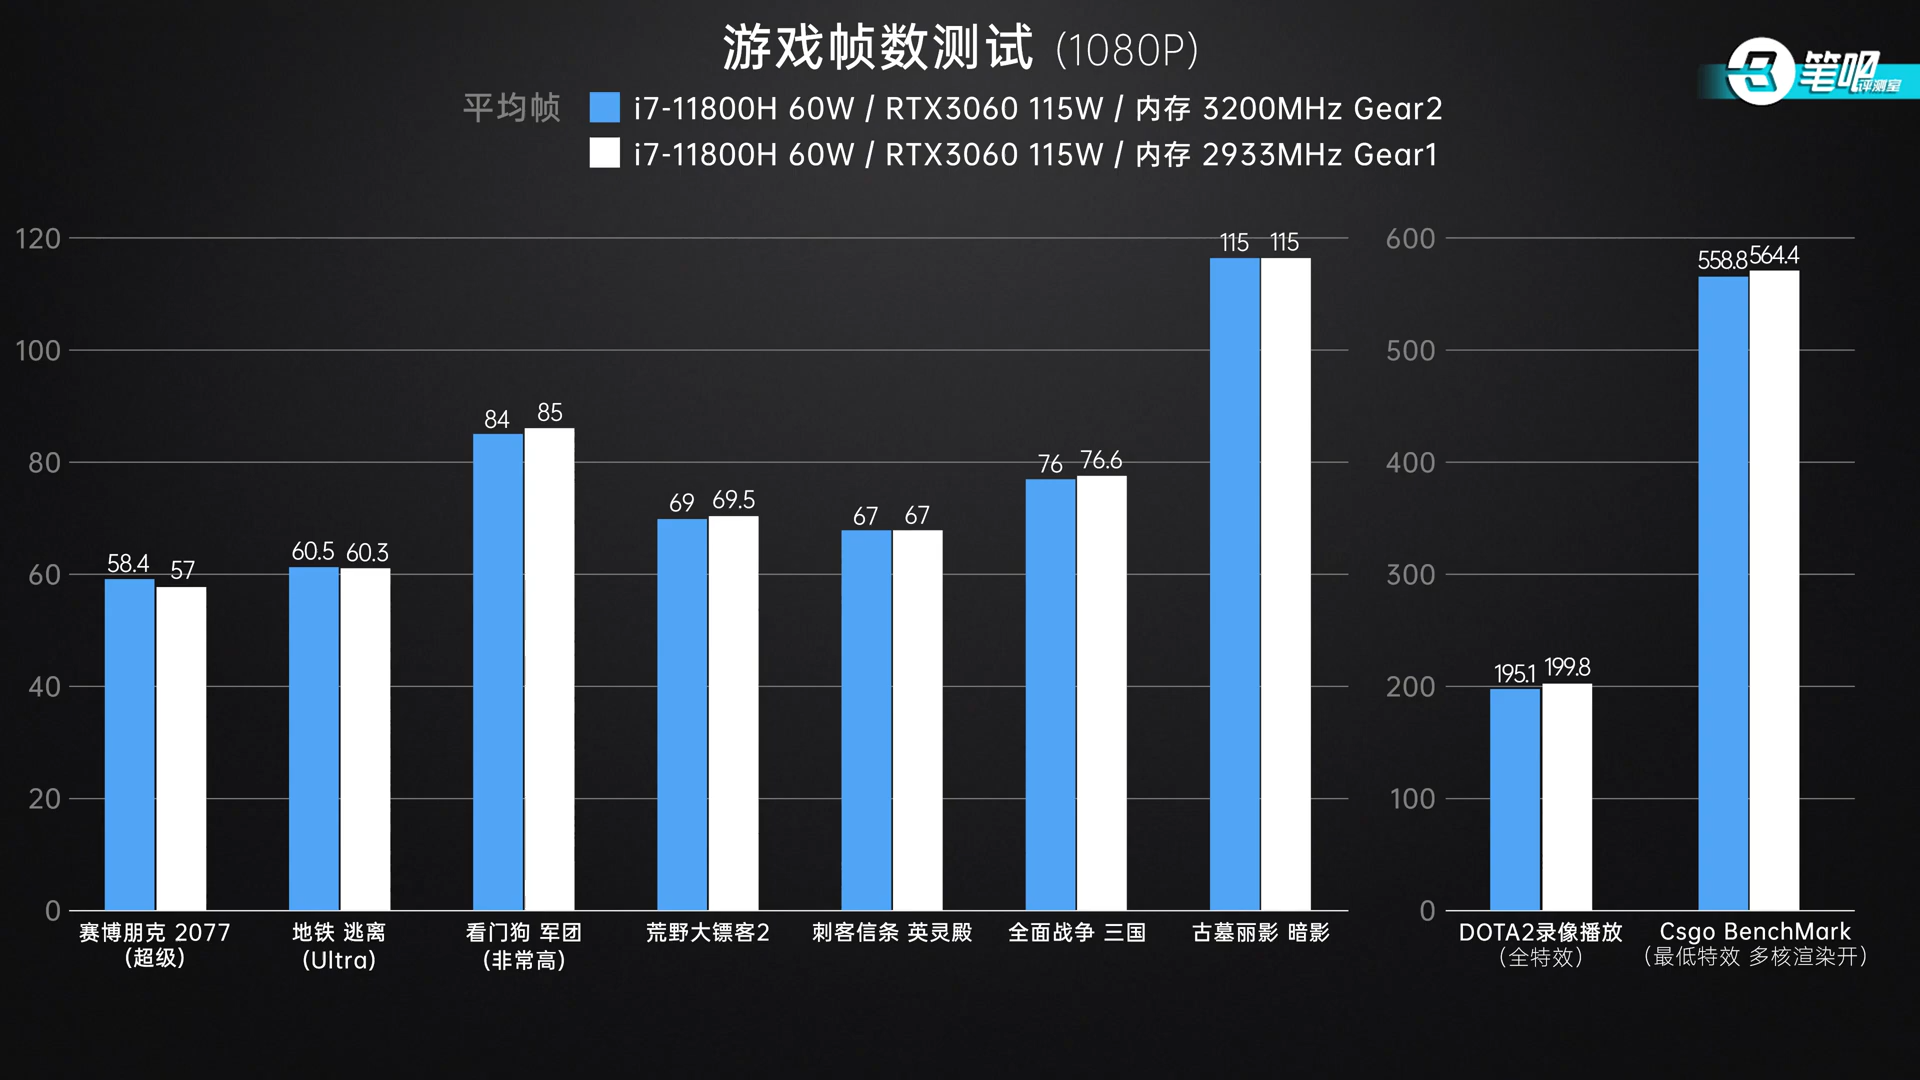 游戏帧数测试 (1080P)
笔吧评测室
平均帧
i7-11800H 60W / RTX3060 115W / 内存 3200MHz Gear2
i7-11800H 60W / RTX3060 115W / 内存 2933MHz Gear1
120
100
80
60
40
20
0
58.4 57
60.5 60.3
84 85
69 69.5
67 67
76 76.6
115 115
赛博朋克 2077
(超级)
地铁 逃离
(Ultra)
看门狗 军团
(非常高)
荒野大镖客2
刺客信条 英灵殿
全面战争 三国
古墓丽影 暗影
600
500
400
300
200
100
0
195.1 199.8
558.8 564.4
DOTA2录像播放
(全特效)
Csgo BenchMark
(最低特效 多核渲染开)